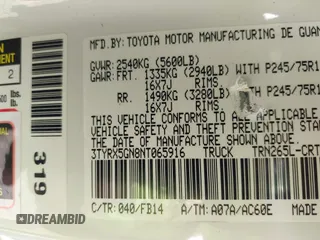 MFD.BY: TOYOTA MOTOR MANUFACTURING DE GUAN
GVWR: 2540KG (5600LB)
GAWR: FRT. 1335KG (2940LB) WITH P245/75R1
16X7J RIMS
RR. 1490KG (3280LB) WITH P245/75R1
16X7J RIMS
THIS VEHICLE CONFORMS TO ALL APPLICABLE
VEHICLE SAFETY AND THEFT PREVENTION STAN
THE DATE OF MANUFACTURE SHOWN
3TYRX5GN8NT065916 TRUCK TRN265L-CRT
C/TR: 040/FB14 A/TM: A07A/AC60E
319
2
@DREAMBID
@DREAMBID